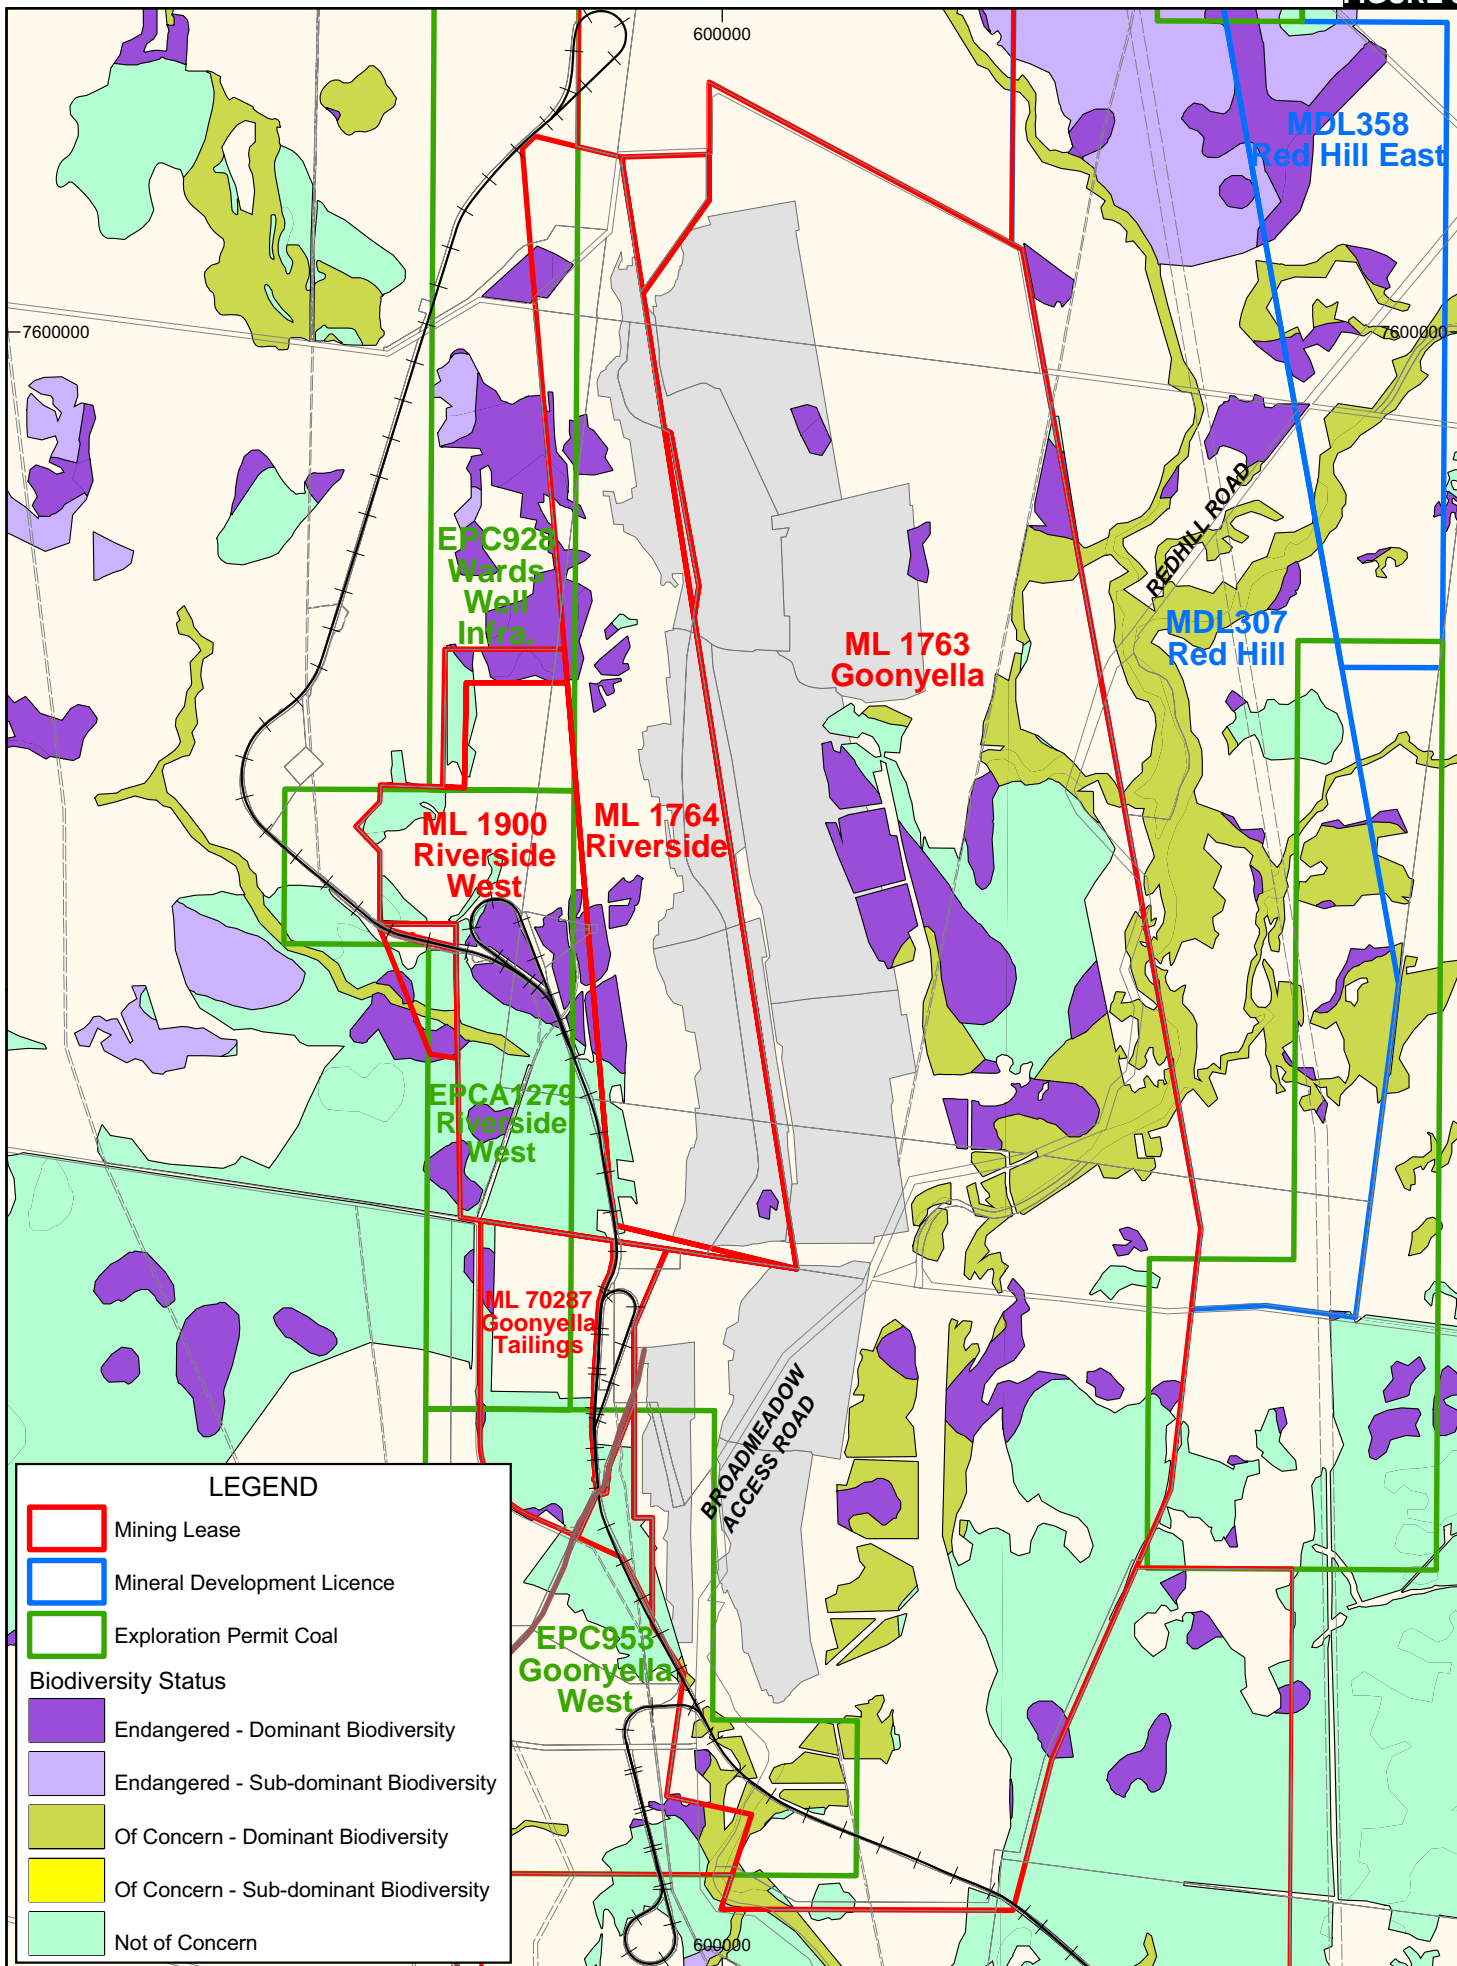 600000
MDL358
Red Hill East
7600000
7600000
REDHILL ROAD
EPC928
Wards
Well
Infra.
MDL307
Red Hill
ML 1763
Goonyella
ML 1900
Riverside
West
ML 1764
Riverside
EPCA1279
Riverside
West
ML 70287
Goonyella
Tailings
BROADMEADOW
ACCESS ROAD
EPC953
Goonyella
West
LEGEND
Mining Lease
Mineral Development Licence
Exploration Permit Coal
Biodiversity Status
Endangered - Dominant Biodiversity
Endangered - Sub-dominant Biodiversity
Of Concern - Dominant Biodiversity
Of Concern - Sub-dominant Biodiversity
Not of Concern
600000